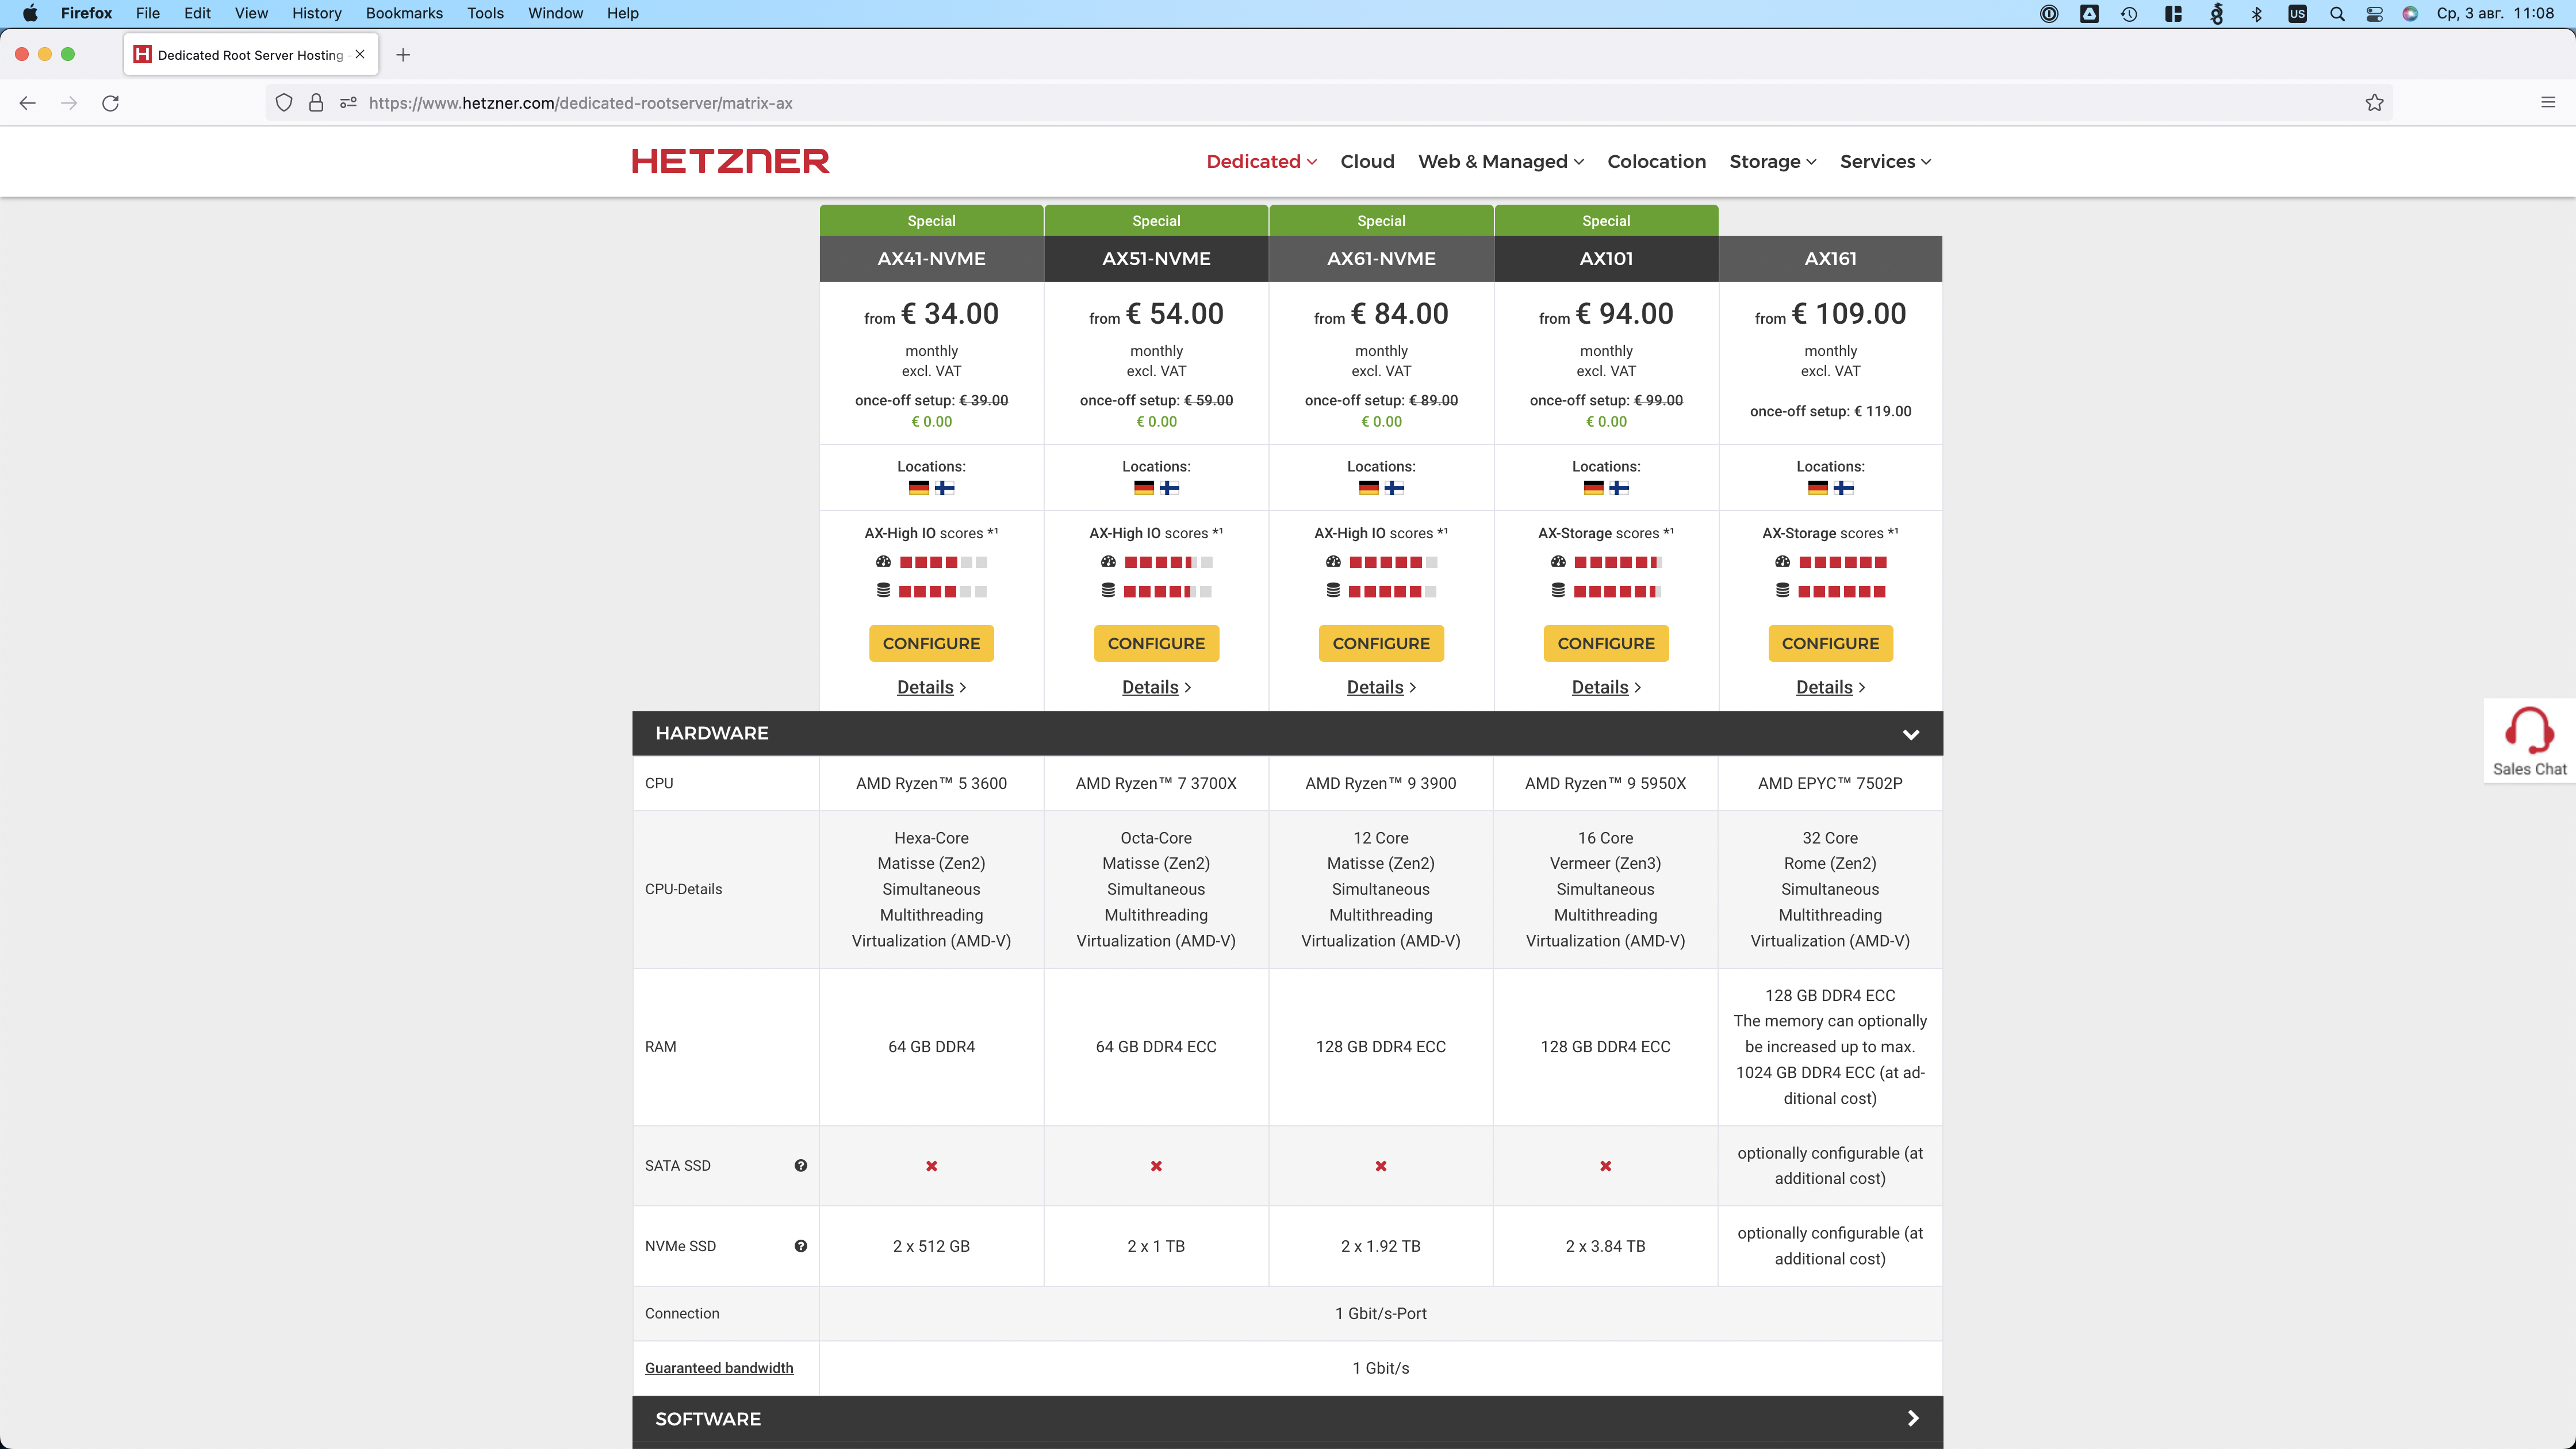 Firefox File Edit View History Bookmarks Tools Window Help US Ср, 3 авг. 11:08
Dedicated Root Server Hosting
https://www.hetzner.com/dedicated-rootserver/matrix-ax
HETZNER Dedicated Cloud Web & Managed Colocation Storage Services
Special Special Special Special
AX41-NVME AX51-NVME AX61-NVME AX101 AX161
from € 34.00 from € 54.00 from € 84.00 from € 94.00 from € 109.00
monthly monthly monthly monthly monthly
excl. VAT excl. VAT excl. VAT excl. VAT excl. VAT
once-off setup: € 39.00 once-off setup: € 59.00 once-off setup: € 89.00 once-off setup: € 99.00 once-off setup: € 119.00
€ 0.00 € 0.00 € 0.00 € 0.00
Locations: Locations: Locations: Locations: Locations:
AX-High IO scores *¹ AX-High IO scores *¹ AX-High IO scores *¹ AX-Storage scores *¹ AX-Storage scores *¹
CONFIGURE CONFIGURE CONFIGURE CONFIGURE CONFIGURE
Details Details Details Details Details
HARDWARE
Sales Chat
CPU AMD Ryzen™ 5 3600 AMD Ryzen™ 7 3700X AMD Ryzen™ 9 3900 AMD Ryzen™ 9 5950X AMD EPYC™ 7502P
CPU-Details
Hexa-Core Octa-Core 12 Core 16 Core 32 Core
Matisse (Zen2) Matisse (Zen2) Matisse (Zen2) Vermeer (Zen3) Rome (Zen2)
Simultaneous Simultaneous Simultaneous Simultaneous Simultaneous
Multithreading Multithreading Multithreading Multithreading Multithreading
Virtualization (AMD-V) Virtualization (AMD-V) Virtualization (AMD-V) Virtualization (AMD-V) Virtualization (AMD-V)
RAM 64 GB DDR4 64 GB DDR4 ECC 128 GB DDR4 ECC 128 GB DDR4 ECC
128 GB DDR4 ECC
The memory can optionally
be increased up to max.
1024 GB DDR4 ECC (at ad-
ditional cost)
SATA SSD
optionally configurable (at
additional cost)
NVMe SSD 2 x 512 GB 2 x 1 TB 2 x 1.92 TB 2 x 3.84 TB
optionally configurable (at
additional cost)
Connection 1 Gbit/s-Port
Guaranteed bandwidth 1 Gbit/s
SOFTWARE